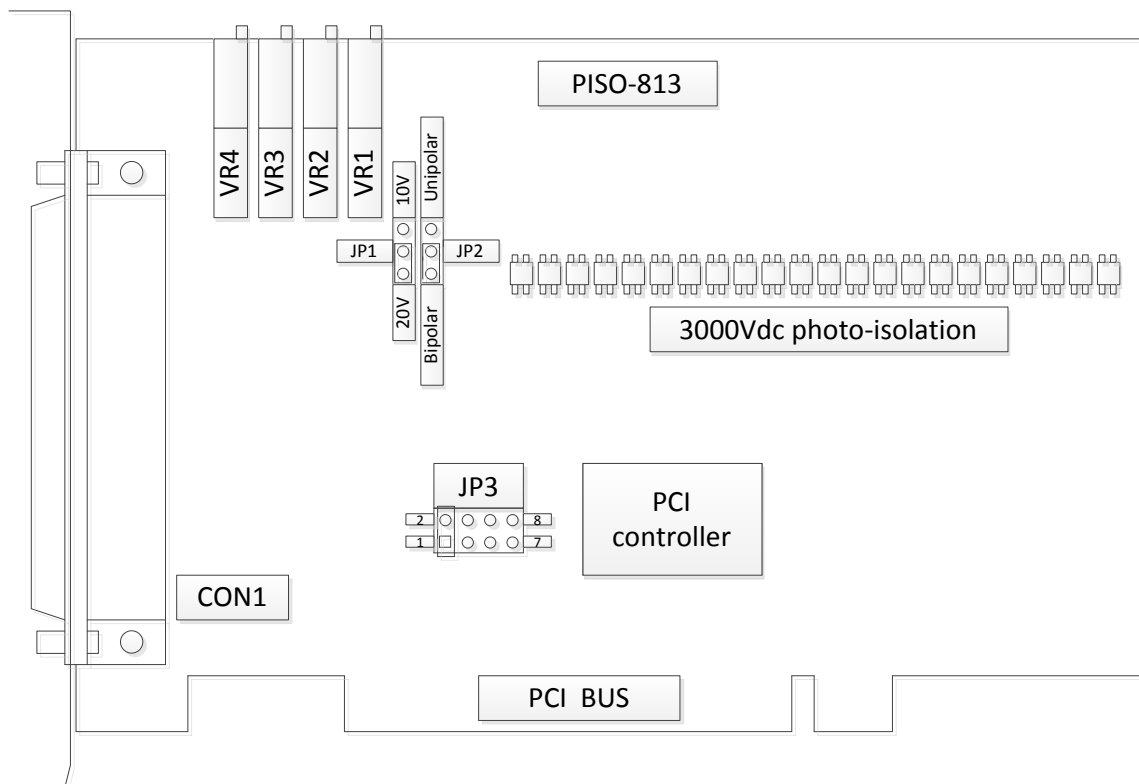 PISO-813
VR4
VR3
VR2
VR1
10V
Unipolar
JP1
JP2
20V
Bipolar
3000Vdc photo-isolation
JP3
2
8
1
7
PCI
controller
CON1
PCI BUS